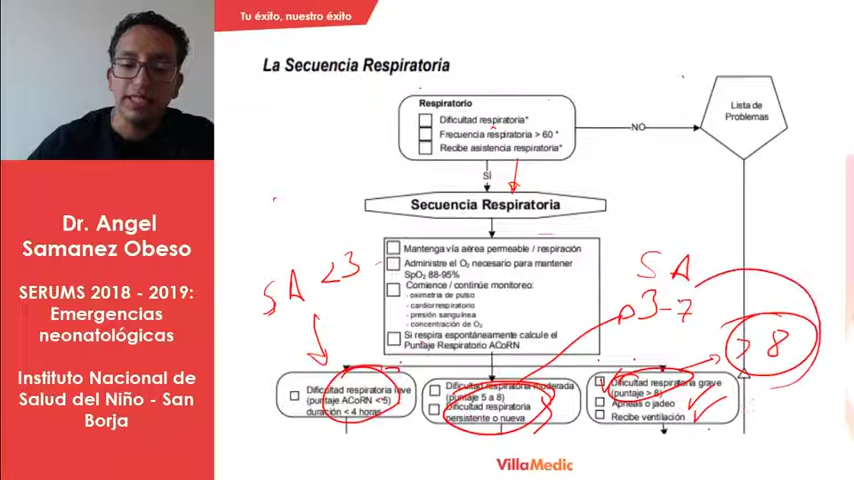 Tu éxito, nuestro éxito
La Secuencia Respiratoria
Respiratorio
Dificultad respiratoria*
Frecuencia respiratoria > 60 *
Recibe asistencia respiratoria*
NO
Lista de
Problemas
SÍ
Secuencia Respiratoria
Mantenga vía aérea permeable / respiración
Administre el O₂ necesario para mantener
SpO₂ 88-95%
Comience / continúe monitoreo:
- oximetría de pulso
- cardiorrespiratorio
- presión sanguínea
- concentración de O₂
Si respira espontáneamente calcule el
Puntaje Respiratorio ACoRN
SA <3
SA
3-7
> 8
Dificultad respiratoria leve
(puntaje ACoRN < 5)
duración < 4 horas
Dificultad respiratoria moderada
(puntaje 5 a 8)
Dificultad respiratoria
persistente o nueva
Dificultad respiratoria grave
(puntaje > 8)
Apneas o jadeo
Recibe ventilación
Dr. Angel
Samanez Obeso
SERUMS 2018 - 2019:
Emergencias
neonatológicas
Instituto Nacional de
Salud del Niño - San
Borja
VillaMedic